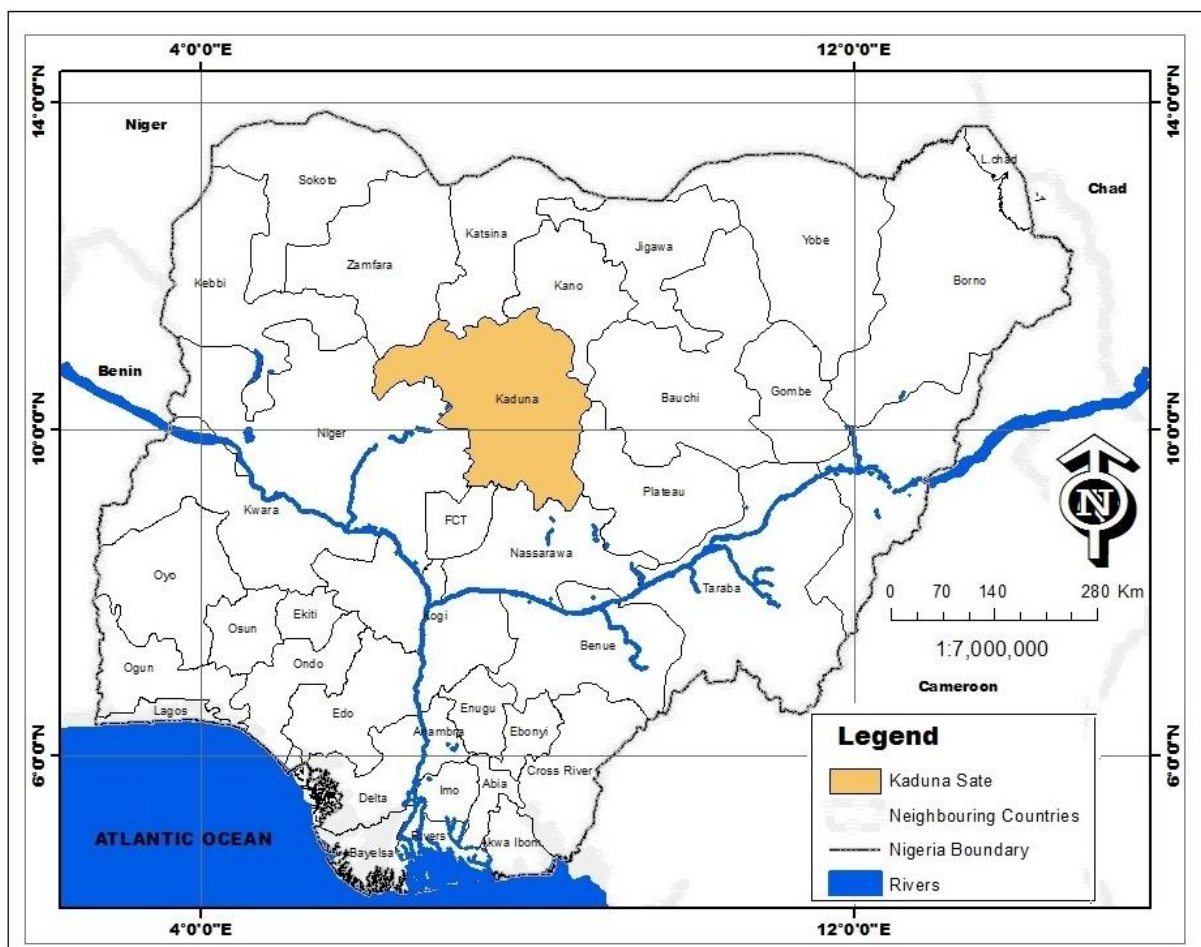 4°0'0"E
12°0'0"E
14°0'0"N
14°0'0"N
Niger
L.chad
Sokoto
Chad
Katsina
Yobe
Jigawa
Zamfara
Kebbi
Kano
Borno
Benin
Kaduna
Bauchi
Gombe
10°0'0"N
10°0'0"N
Niger
Plateau
N
Kwara
FCT
Nassarawa
Oyo
Taraba
0 70 140 280 Km
Ekiti
Kogi
Osun
Benue
1:7,000,000
Ogun
Ondo
Cameroon
Lagos
Edo
Enugu
Anambra
Ebonyi
Legend
6°0'0"N
6°0'0"N
Cross River
Kaduna Sate
Delta
Imo
Abia
Neighbouring Countries
ATLANTIC OCEAN
Rivers
Akwa Ibom
Nigeria Boundary
Bayelsa
Rivers
4°0'0"E
12°0'0"E